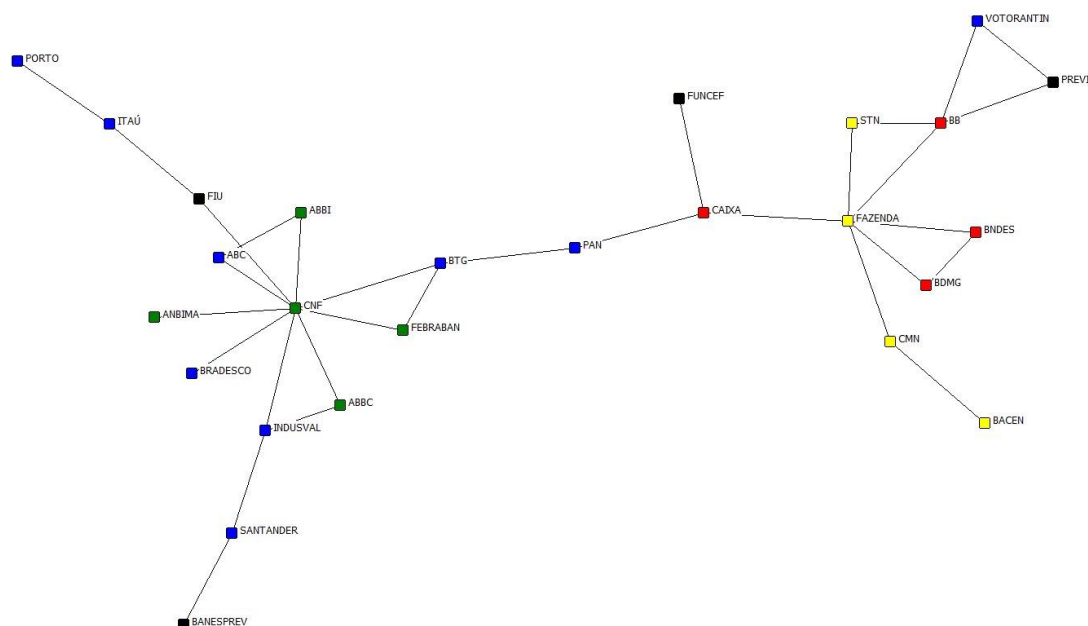 VOTORANTIN
PORTO
PREVI
FUNCEF
ITAÚ
STN
BB
FIU
ABBI
CAIXA
FAZENDA
BNDES
PAN
ABC
BTG
BDMG
CNF
ANBIMA
FEBRABAN
CMN
BRADESCO
ABBC
BACEN
INDUSVAL
SANTANDER
BANESPREV